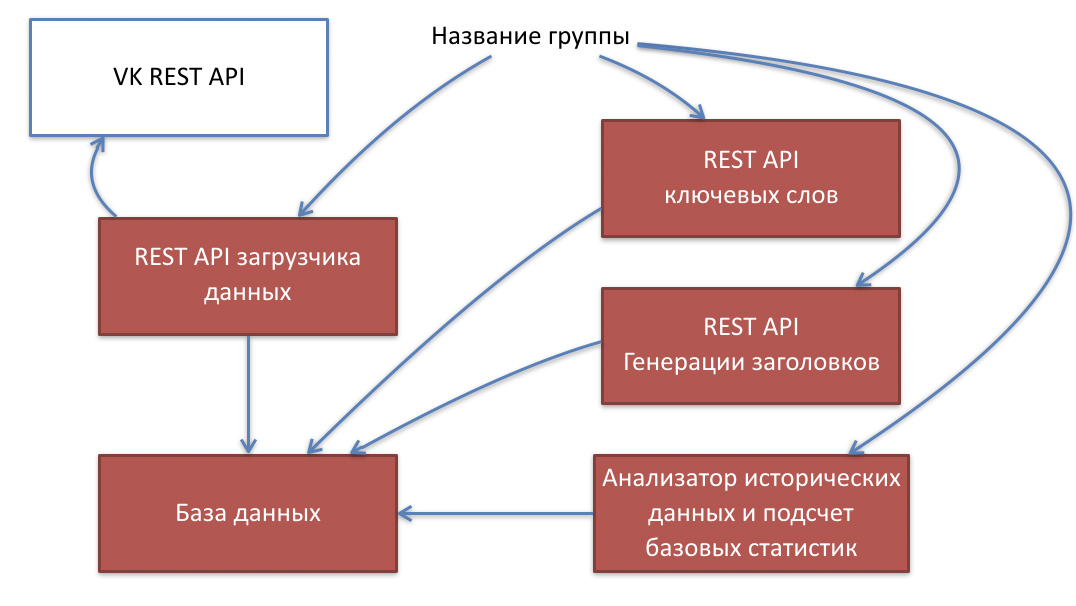 Название группы
VK REST API
REST API
ключевых слов
REST API загрузчика
данных
REST API
Генерации заголовков
База данных
Анализатор исторических
данных и подсчет
базовых статистик